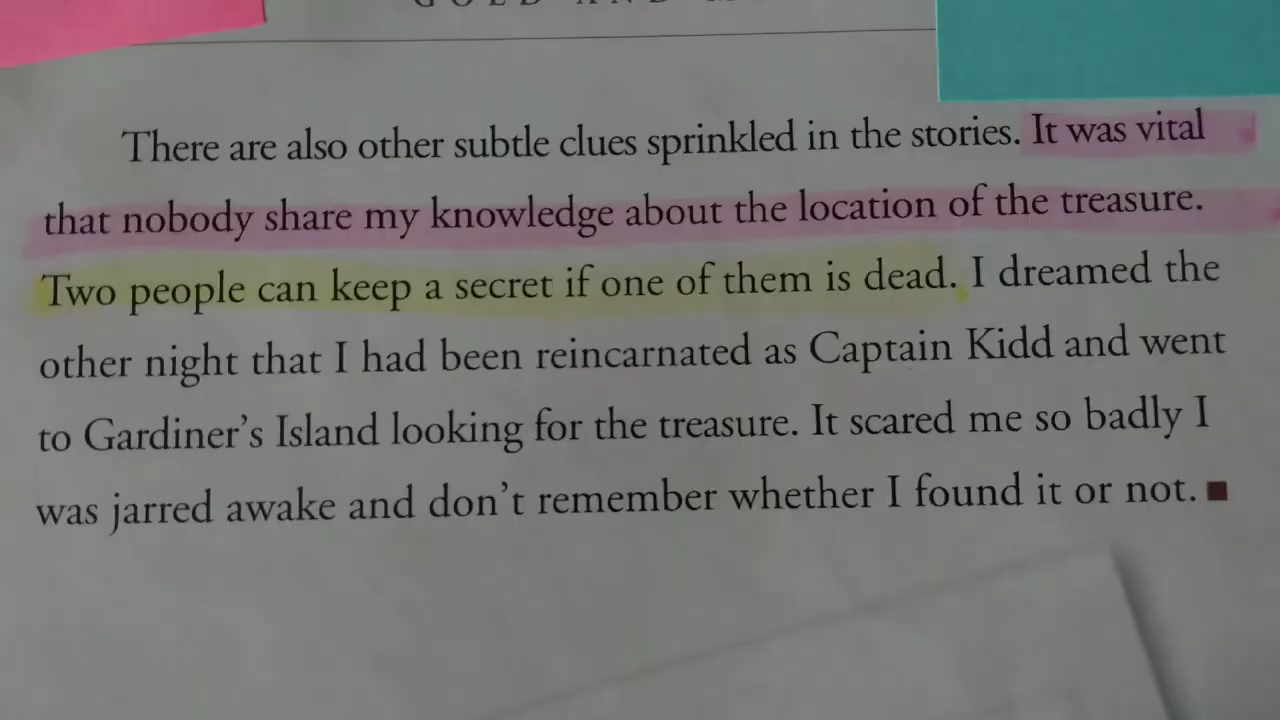 GOLD AND
There are also other subtle clues sprinkled in the stories. It was vital
that nobody share my knowledge about the location of the treasure.
Two people can keep a secret if one of them is dead. I dreamed the
other night that I had been reincarnated as Captain Kidd and went
to Gardiner’s Island looking for the treasure. It scared me so badly I
was jarred awake and don’t remember whether I found it or not. ■